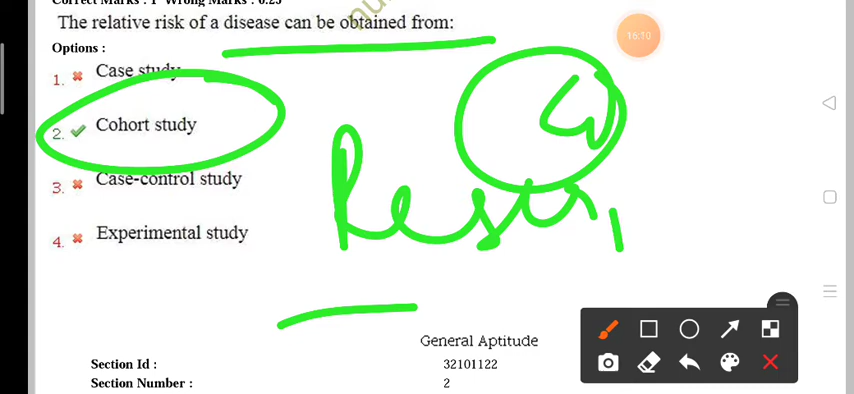 Correct Marks : 1 Wrong Marks : 0.25
The relative risk of a disease can be obtained from:
16:10
Options :
1. Case study
2. Cohort study
3. Case-control study
4. Experimental study
General Aptitude
Section Id : 32101122
Section Number : 2